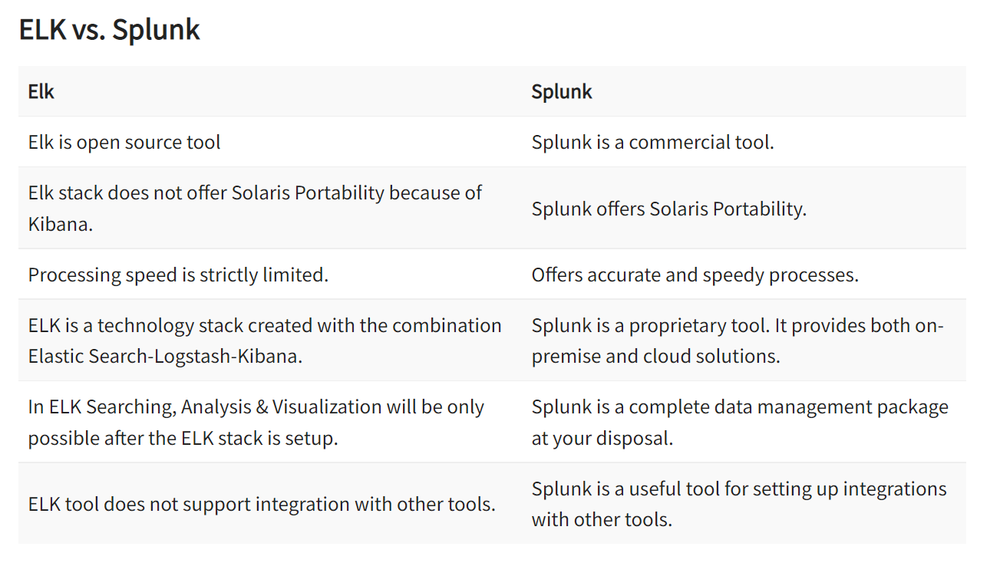 ELK vs. Splunk
Elk
Splunk
Elk is open source tool
Splunk is a commercial tool.
Elk stack does not offer Solaris Portability because of
Kibana.
Splunk offers Solaris Portability.
Processing speed is strictly limited.
Offers accurate and speedy processes.
ELK is a technology stack created with the combination
Elastic Search-Logstash-Kibana.
Splunk is a proprietary tool. It provides both on-
premise and cloud solutions.
In ELK Searching, Analysis & Visualization will be only
possible after the ELK stack is setup.
Splunk is a complete data management package
at your disposal.
ELK tool does not support integration with other tools.
Splunk is a useful tool for setting up integrations
with other tools.